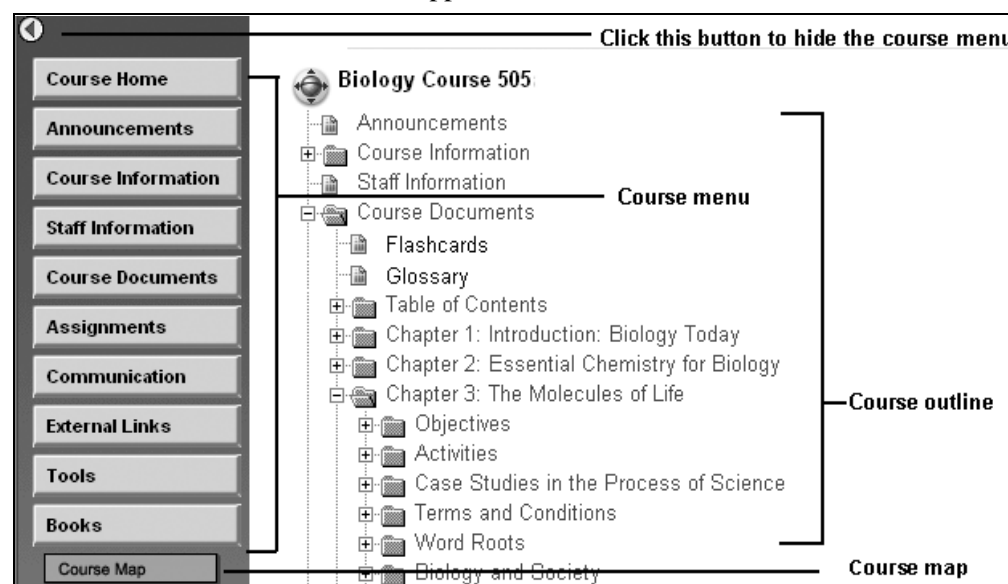 Click this button to hide the course menu
Course Home
Announcements
Course Information
Staff Information
Course Documents
Assignments
Communication
External Links
Tools
Books
Course Map
Biology Course 505
Announcements
Course Information
Staff Information
Course Documents
Flashcards
Glossary
Table of Contents
Chapter 1: Introduction: Biology Today
Chapter 2: Essential Chemistry for Biology
Chapter 3: The Molecules of Life
Objectives
Activities
Case Studies in the Process of Science
Terms and Conditions
Word Roots
Biology and Society
Course menu
Course outline
Course map